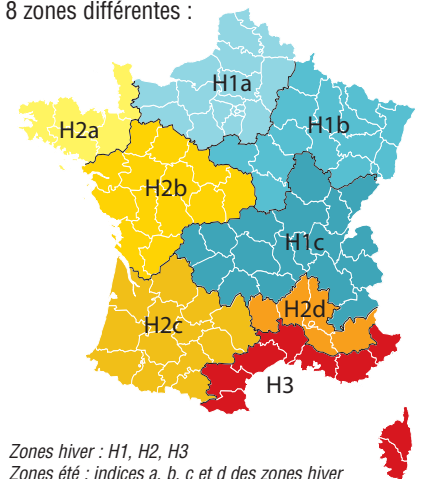 8 zones différentes :
H1a
H1b
H2a
H2b
H1c
H2d
H2c
H3
Zones hiver : H1, H2, H3
Zones été : indices a, b, c et d des zones hiver